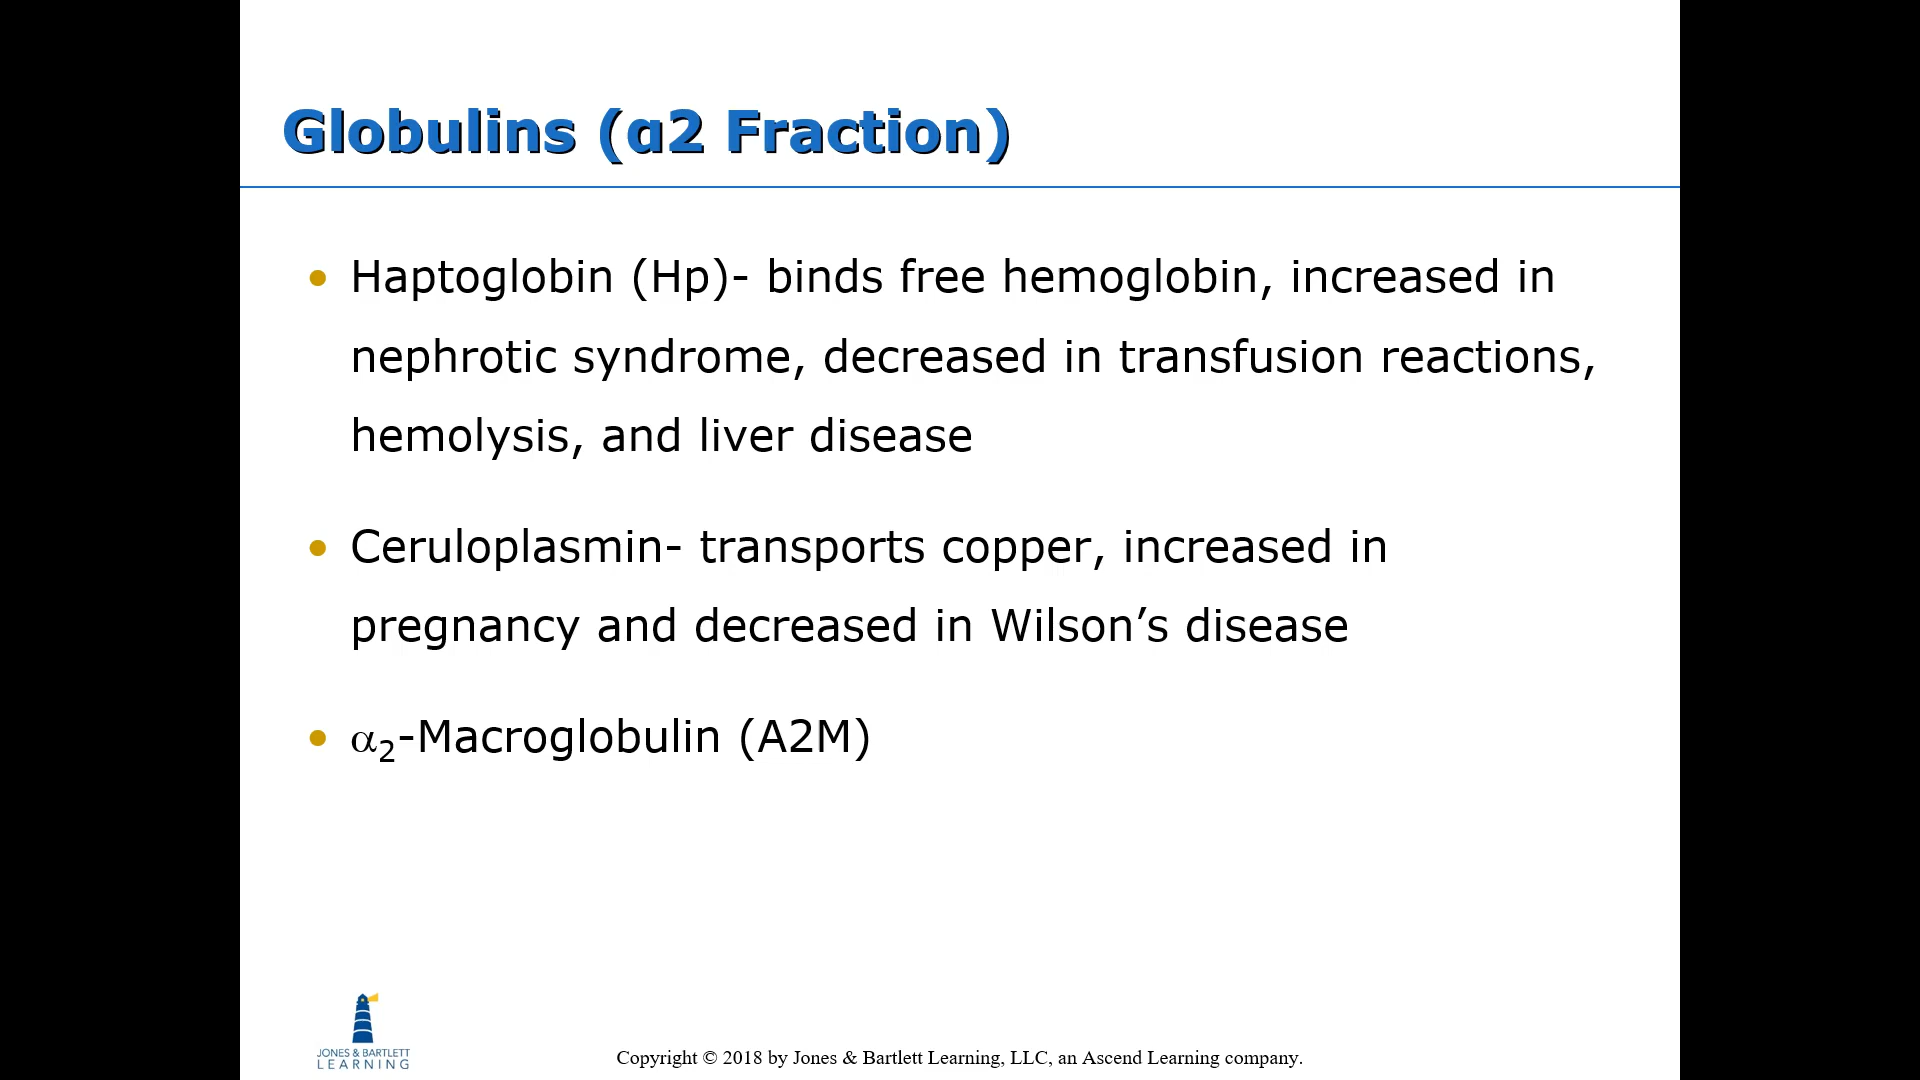 Globulins (α2 Fraction)
• Haptoglobin (Hp)- binds free hemoglobin, increased in
nephrotic syndrome, decreased in transfusion reactions,
hemolysis, and liver disease
• Ceruloplasmin- transports copper, increased in
pregnancy and decreased in Wilson’s disease
• α₂-Macroglobulin (A2M)
JONES & BARTLETT
LEARNING
Copyright © 2018 by Jones & Bartlett Learning, LLC, an Ascend Learning company.